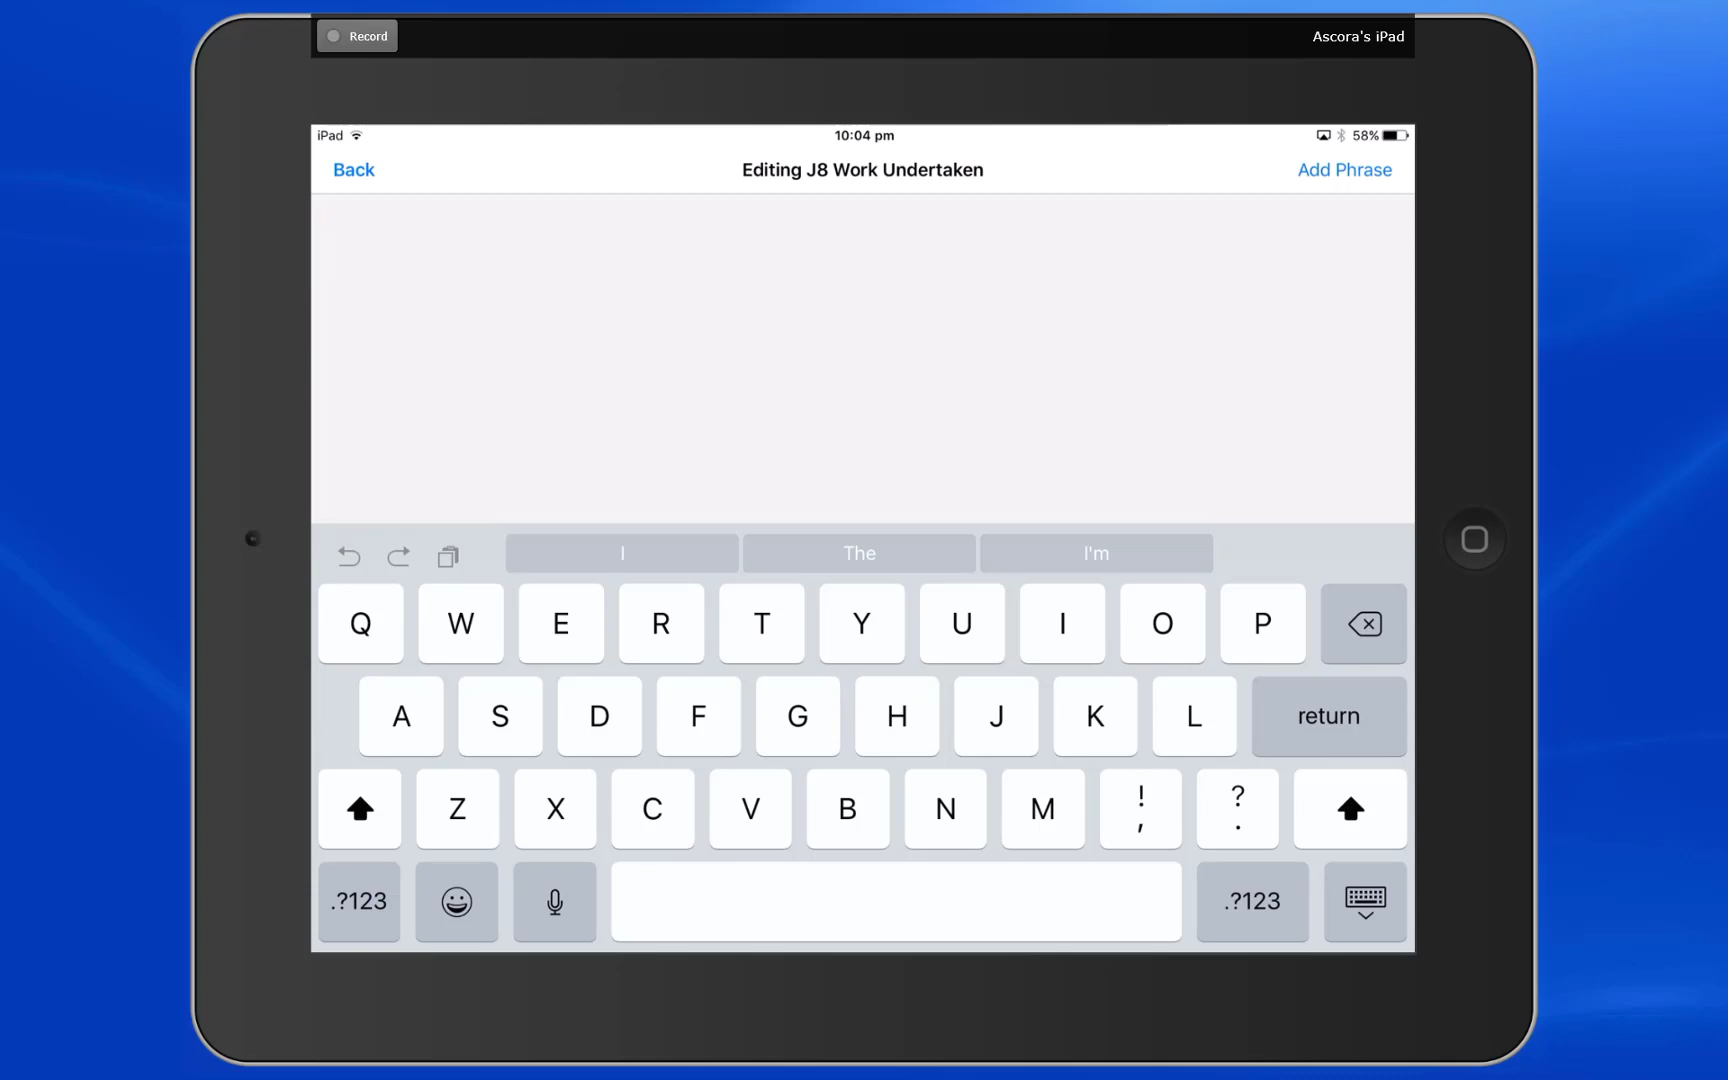 Record
Ascora's iPad
iPad 10:04 pm 58%
Back Editing J8 Work Undertaken Add Phrase
I The I'm
Q W E R T Y U I O P
A S D F G H J K L return
Z X C V B N M ! , ? .
.?123 .?123